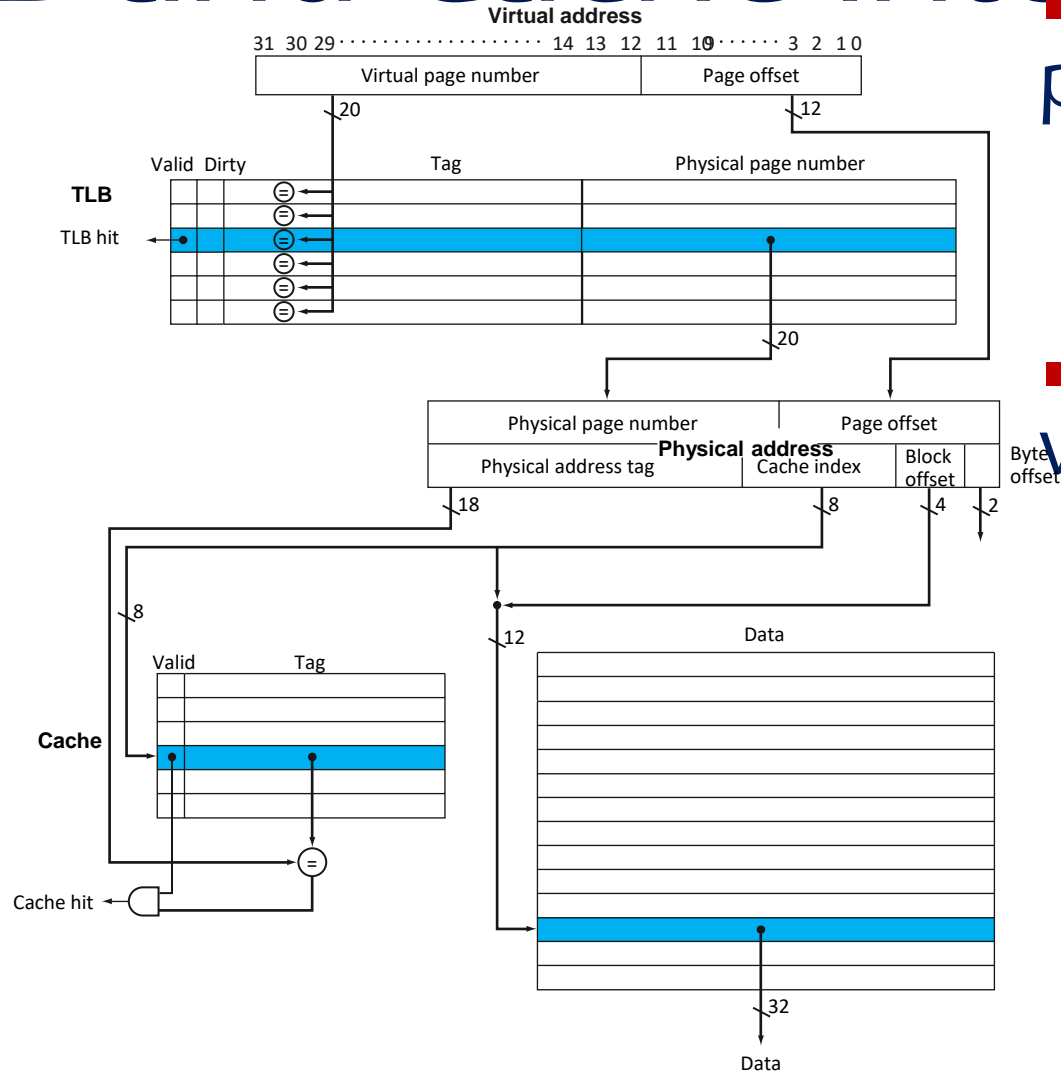 Virtual address
31 30 29 14 13 12 11 10 9 3 2 1 0
Virtual page number Page offset
20 12
Valid Dirty Tag Physical page number
TLB
=
=
TLB hit =
=
=
=
20
Physical page number Page offset
Physical address
Physical address tag Cache index Block offset Byte offset
18 8 4 2
8
12
Data
Valid Tag
Cache
=
Cache hit
32
Data